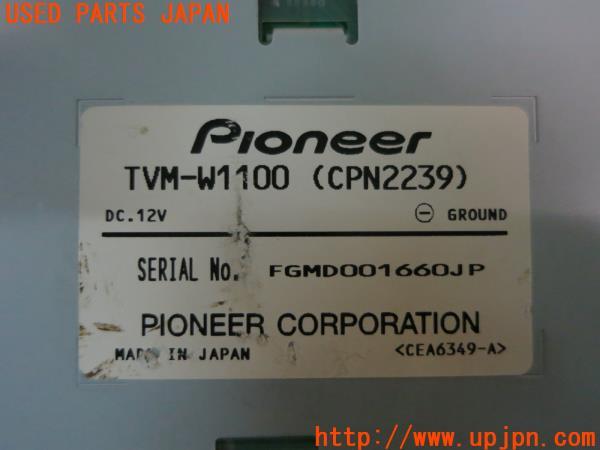 USED PARTS JAPAN
Pioneer
TVM-W1100 (CPN2239)
DC.12V ⊖ GROUND
SERIAL No. FGMD001660JP
PIONEER CORPORATION
MADE IN JAPAN <CEA6349-A>
http://www.upjpn.com